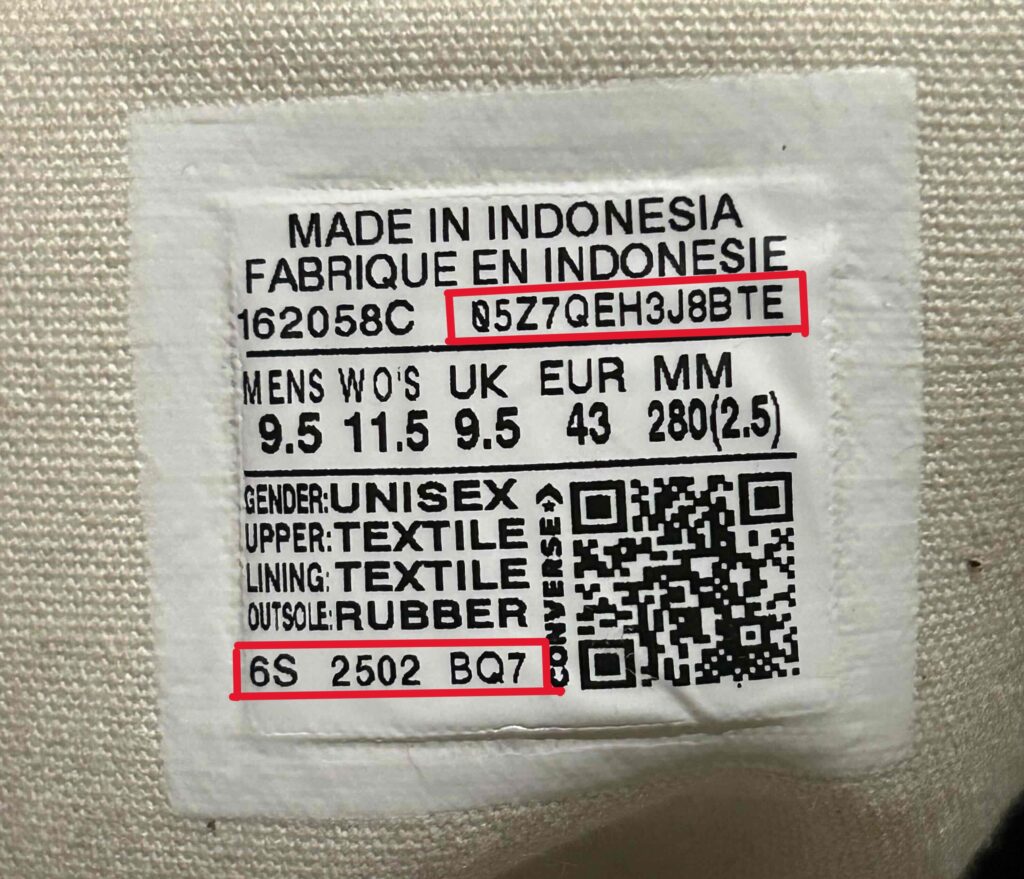 MADE IN INDONESIA
FABRIQUE EN INDONESIE
162058C 05Z7QEH3J8BTE
MENS WO'S UK EUR MM
9.5 11.5 9.5 43 280(2.5)
GENDER:UNISEX
UPPER:TEXTILE
LINING:TEXTILE
OUTSOLE:RUBBER
6S 2502 BQ7
CONVERSE